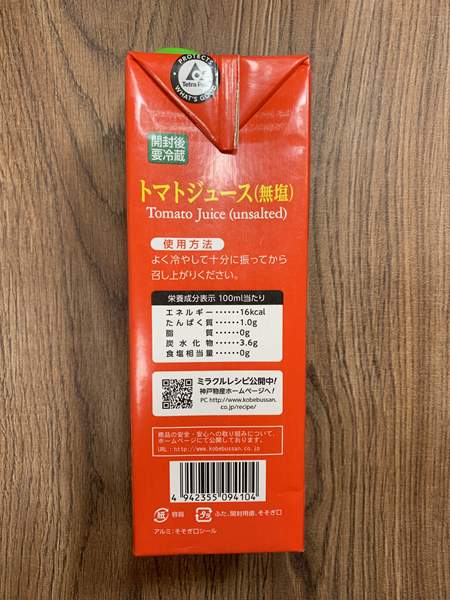 PROTECTS
Tetra Pak
WHAT'S GOOD
開封後
要冷蔵
トマトジュース(無塩)
Tomato Juice (unsalted)
使用方法
よく冷やして十分に振ってから
召し上がりください。
栄養成分表示 100ml当たり
エネルギー……16kcal
たんぱく質……1.0g
脂質……0g
炭水化物……3.6g
食塩相当量……0g
ミラクルレシピ公開中!
神戸物産ホームページへ!
PC http://www.kobebussan.
co.jp/recipe/
商品の安全・安心への取り組みについて、
ホームページにて公開しております。
URL:http://www.kobebussan.co.jp
4 942355 094104
紙 容器
プラ ふた、開封用歯、そそぎ口
アルミ:そそぎ口シール